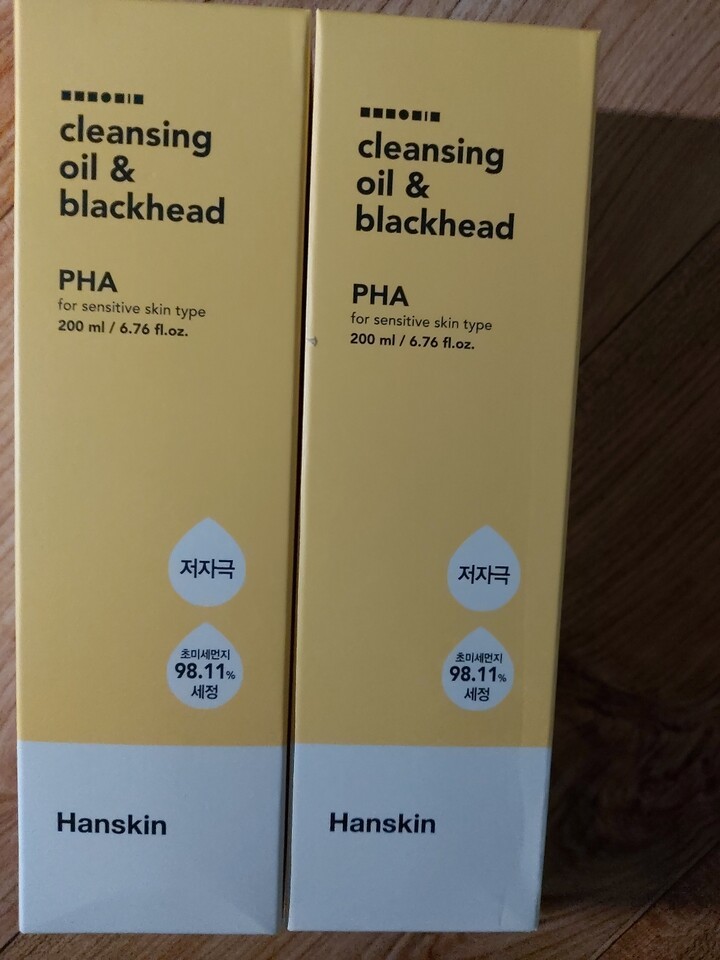 cleansing
oil &
blackhead
PHA
for sensitive skin type
200 ml / 6.76 fl.oz.
저자극
초미세먼지
98.11%
세정
Hanskin
cleansing
oil &
blackhead
PHA
for sensitive skin type
200 ml / 6.76 fl.oz.
저자극
초미세먼지
98.11%
세정
Hanskin